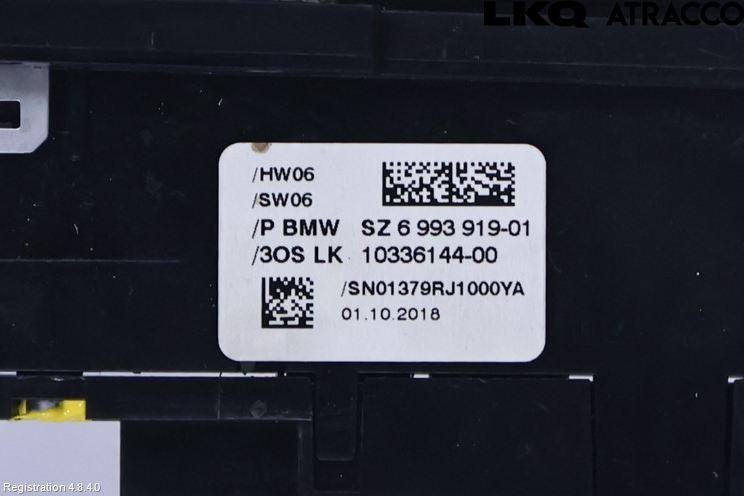 LKQ ATRACCO
/HW06
/SW06
/P BMW SZ 6 993 919-01
/3OS LK 10336144-00
/SN01379RJ1000YA
01.10.2018
Registration 4.8.4.0